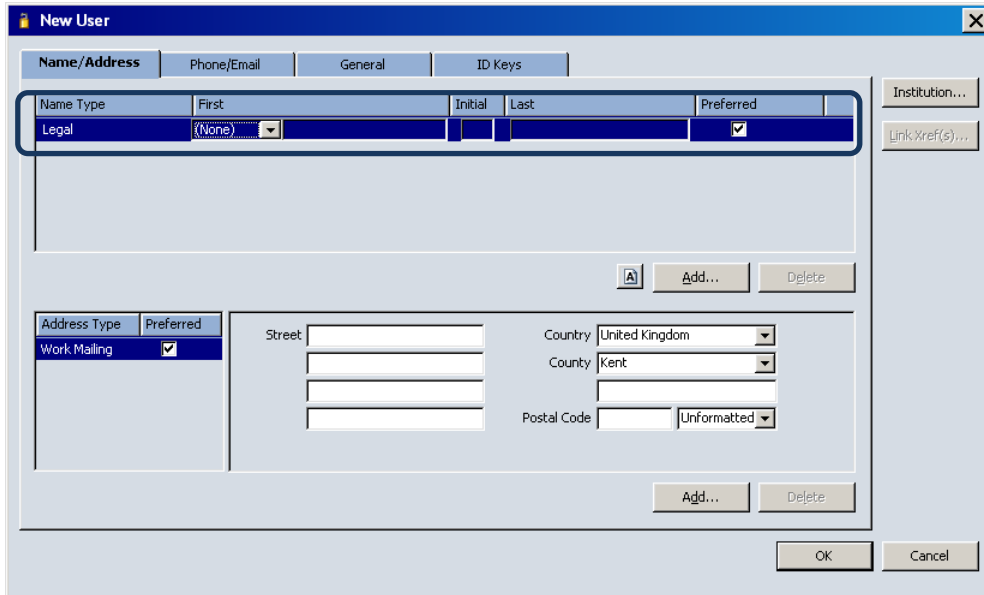 New User
Name/Address Phone/Email General ID Keys
Institution...
Link Xref(s)...
Name Type First Initial Last Preferred
Legal (None)
A Add... Delete
Address Type Preferred
Work Mailing
Street Country United Kingdom
County Kent
Postal Code Unformatted
Add... Delete
OK Cancel